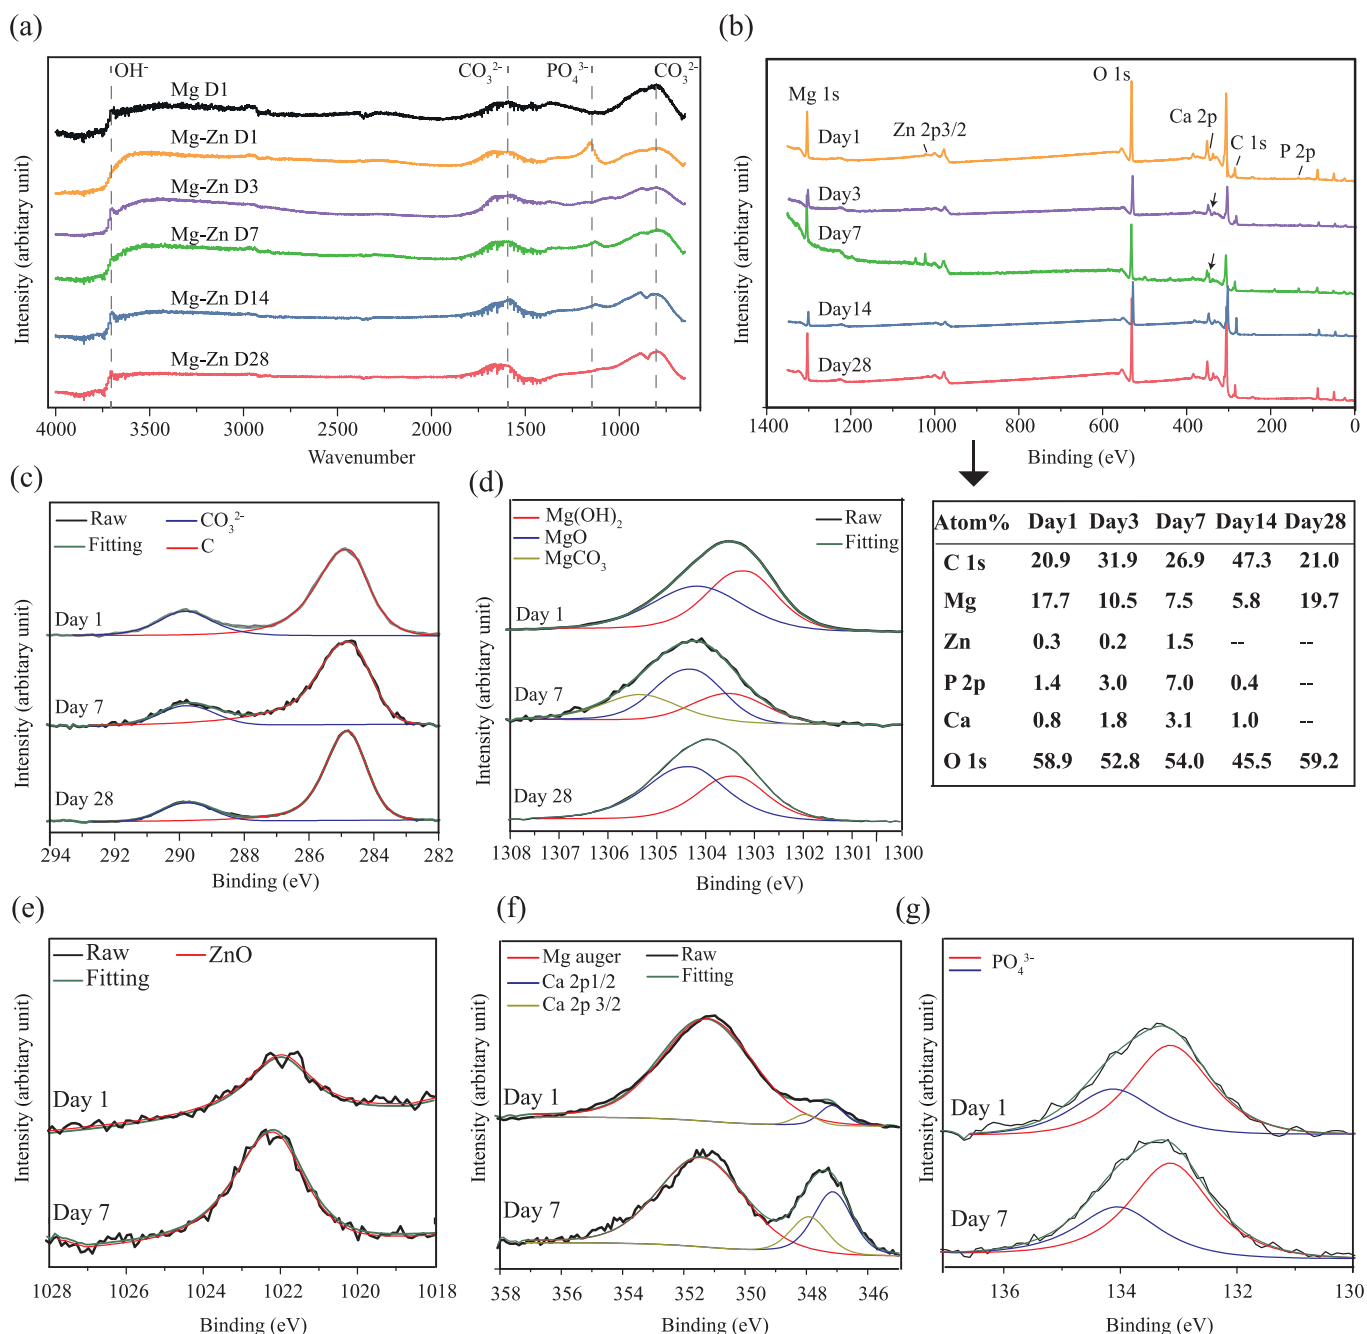 (a)
OH⁻
CO₃²⁻
PO₄³⁻
CO₃²⁻
Mg D1
Mg-Zn D1
Mg-Zn D3
Mg-Zn D7
Mg-Zn D14
Mg-Zn D28
Intensity (arbitary unit)
4000 3500 3000 2500 2000 1500 1000
Wavenumber
(b)
O 1s
Mg 1s
Zn 2p3/2
Ca 2p
C 1s
P 2p
Day1
Day3
Day7
Day14
Day28
Intensity (arbitary unit)
1400 1200 1000 800 600 400 200 0
Binding (eV)
Atom% Day1 Day3 Day7 Day14 Day28
C 1s 20.9 31.9 26.9 47.3 21.0
Mg 17.7 10.5 7.5 5.8 19.7
Zn 0.3 0.2 1.5 -- --
P 2p 1.4 3.0 7.0 0.4 --
Ca 0.8 1.8 3.1 1.0 --
O 1s 58.9 52.8 54.0 45.5 59.2
(c)
Raw CO₃²⁻
Fitting C
Day 1
Day 7
Day 28
Intensity (arbitary unit)
294 292 290 288 286 284 282
Binding (eV)
(d)
Mg(OH)₂ Raw
MgO Fitting
MgCO₃
Day 1
Day 7
Day 28
Intensity (arbitary unit)
1308 1307 1306 1305 1304 1303 1302 1301 1300
Binding (eV)
(e)
Raw ZnO
Fitting
Day 1
Day 7
Intensity (arbitary unit)
1028 1026 1024 1022 1020 1018
Binding (eV)
(f)
Mg auger Raw
Ca 2p1/2 Fitting
Ca 2p 3/2
Day 1
Day 7
Intensity (arbitary unit)
358 356 354 352 350 348 346
Binding (eV)
(g)
PO₄³⁻
Day 1
Day 7
Intensity (arbitary unit)
136 134 132 130
Binding (eV)